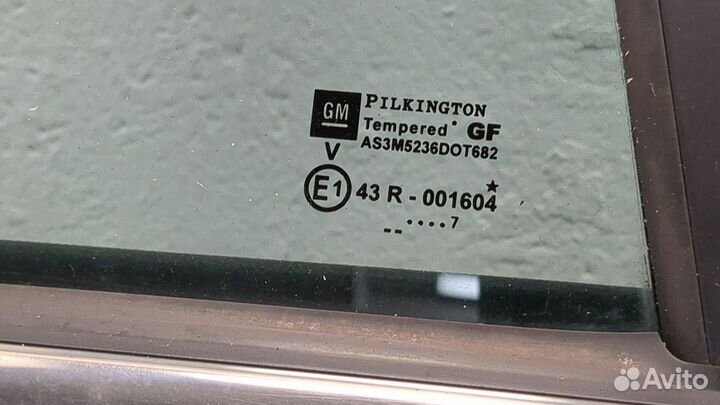 GM PILKINGTON
Tempered GF
AS3M5236DOT682
V
E1 43 R - 001604 ★
-- ····7
Avito